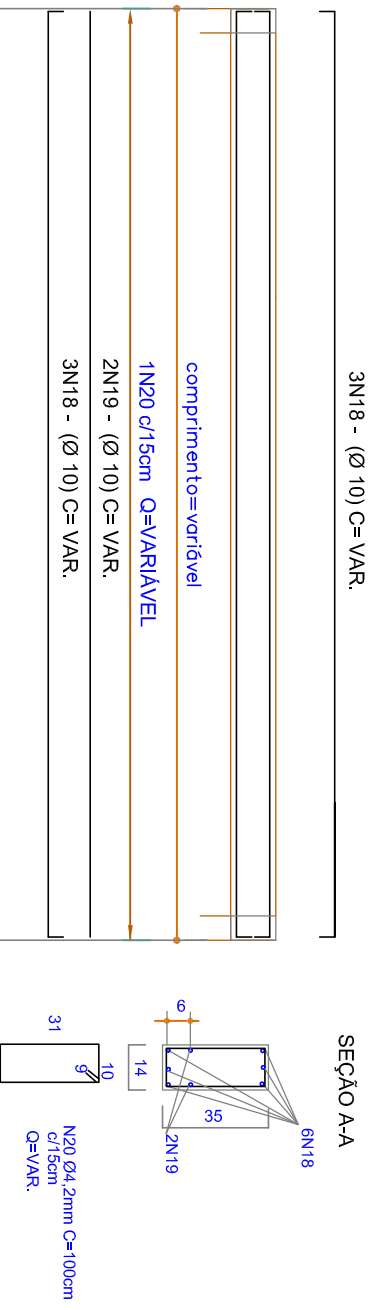 3N18 - (Ø 10) C= VAR.
comprimento=variável
1N20 c/15cm Q=VARIÁVEL
2N19 - (Ø 10) C= VAR.
3N18 - (Ø 10) C= VAR.
SEÇÃO A-A
6N18
6
35
2N19
14
10
9
31
N20 Ø4,2mm C=100cm
c/15cm
Q=VAR.